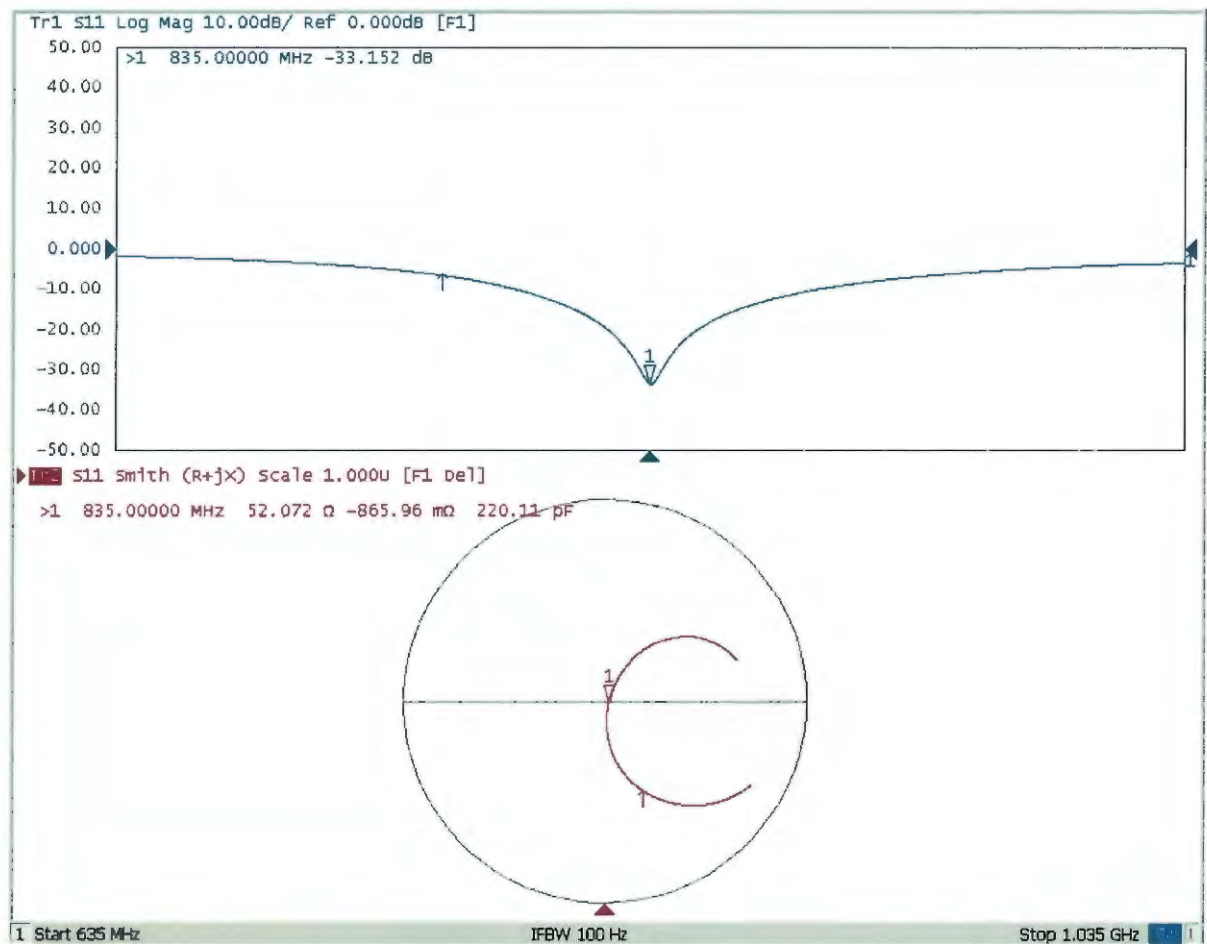 Tr1 S11 Log Mag 10.00dB/ Ref 0.000dB [F1]
50.00
>1 835.00000 MHz -33.152 dB
40.00
30.00
20.00
10.00
0.000
1
-10.00
-20.00
1
-30.00
-40.00
-50.00
S11 Smith (R+jX) Scale 1.000U [F1 Del]
>1 835.00000 MHz 52.072 Ω -865.96 mΩ 220.11 pF
1
1 Start 635 MHz IFBW 100 Hz Stop 1.035 GHz